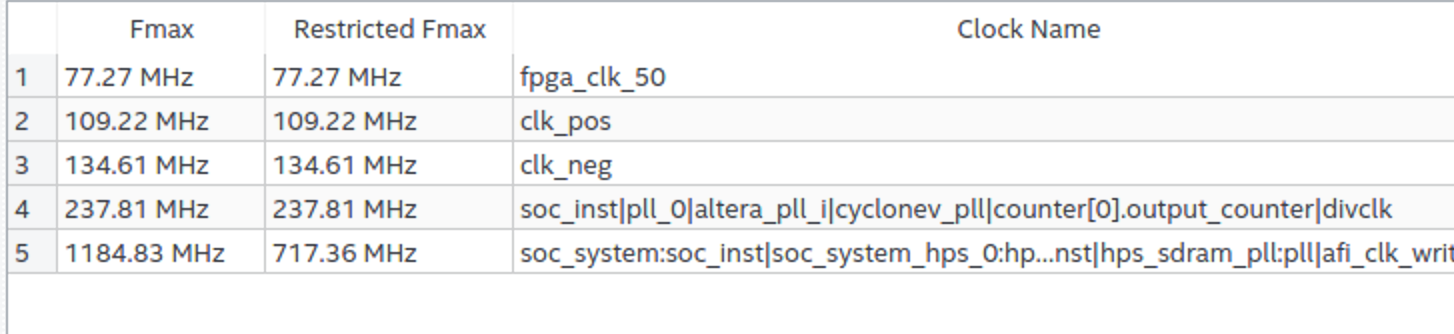 Fmax Restricted Fmax Clock Name
1 77.27 MHz 77.27 MHz fpga_clk_50
2 109.22 MHz 109.22 MHz clk_pos
3 134.61 MHz 134.61 MHz clk_neg
4 237.81 MHz 237.81 MHz soc_inst|pll_0|altera_pll_i|cyclonev_pll|counter[0].output_counter|divclk
5 1184.83 MHz 717.36 MHz soc_system:soc_inst|soc_system_hps_0:hp...nst|hps_sdram_pll:pll|afi_clk_writ